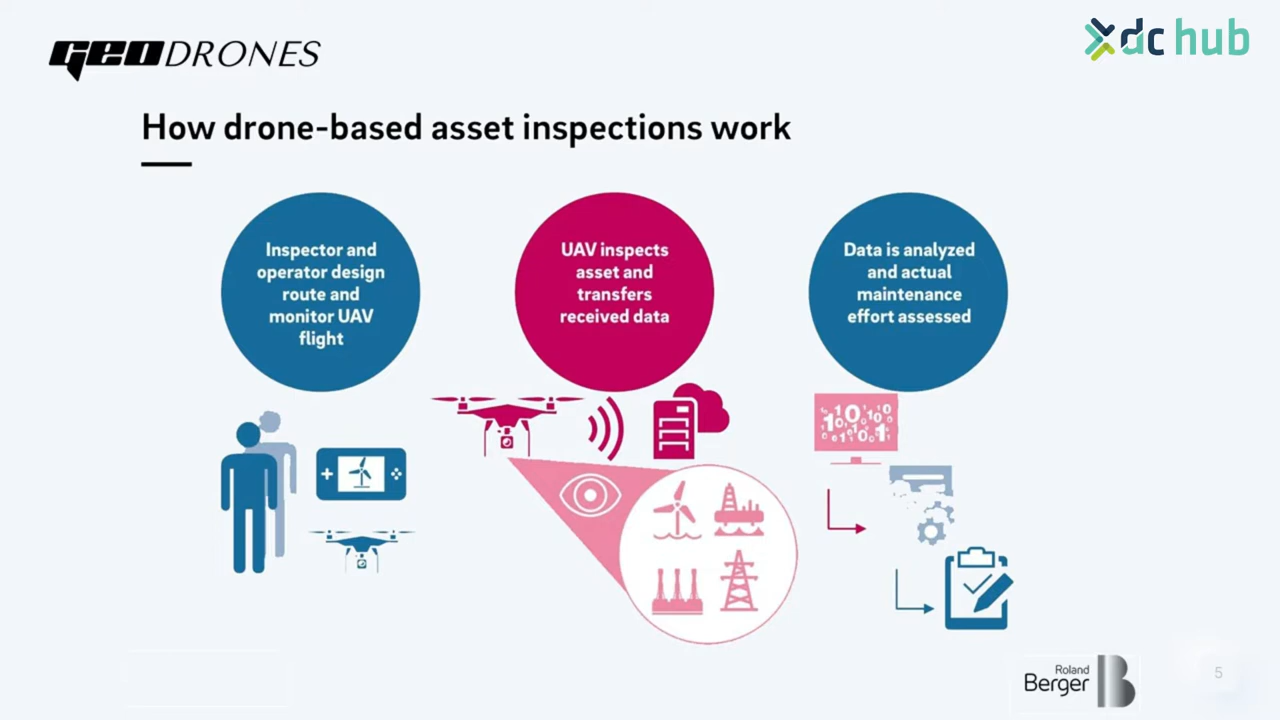 GEODRONES
dc hub
How drone-based asset inspections work
Inspector and
operator design
route and
monitor UAV
flight
UAV inspects
asset and
transfers
received data
Data is analyzed
and actual
maintenance
effort assessed
Roland
Berger
5